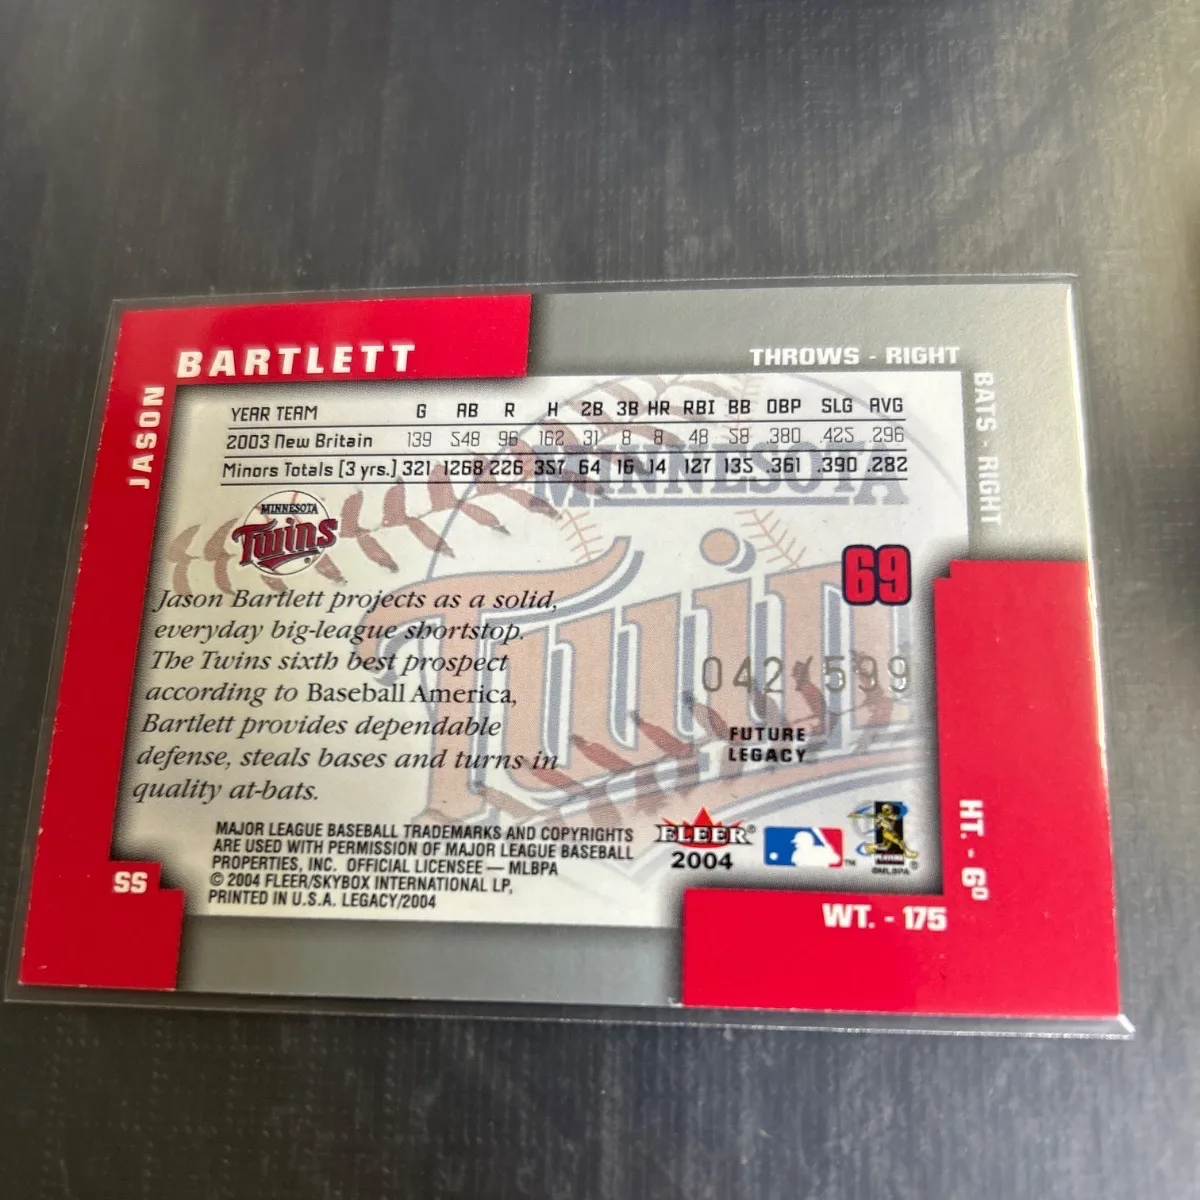 JASON
BARTLETT
THROWS - RIGHT
BATS - RIGHT
YEAR TEAM G AB R H 2B 3B HR RBI BB OBP SLG AVG
2003 New Britain 139 548 96 162 31 8 8 48 58 .380 .425 .296
Minors Totals (3 yrs.) 321 1268 226 357 64 16 14 127 135 .361 .390 .282
MINNESOTA
Twins
MINNESOTA
Twin
69
Jason Bartlett projects as a solid,
everyday big-league shortstop.
The Twins sixth best prospect
according to Baseball America,
Bartlett provides dependable
defense, steals bases and turns in
quality at-bats.
042/599
FUTURE
LEGACY
MAJOR LEAGUE BASEBALL TRADEMARKS AND COPYRIGHTS
ARE USED WITH PERMISSION OF MAJOR LEAGUE BASEBALL
PROPERTIES, INC. OFFICIAL LICENSEE — MLBPA
© 2004 FLEER/SKYBOX INTERNATIONAL LP,
PRINTED IN U.S.A. LEGACY/2004
FLEER®
2004
™
®
©MLBPA
SS
HT. - 6⁰
WT. - 175